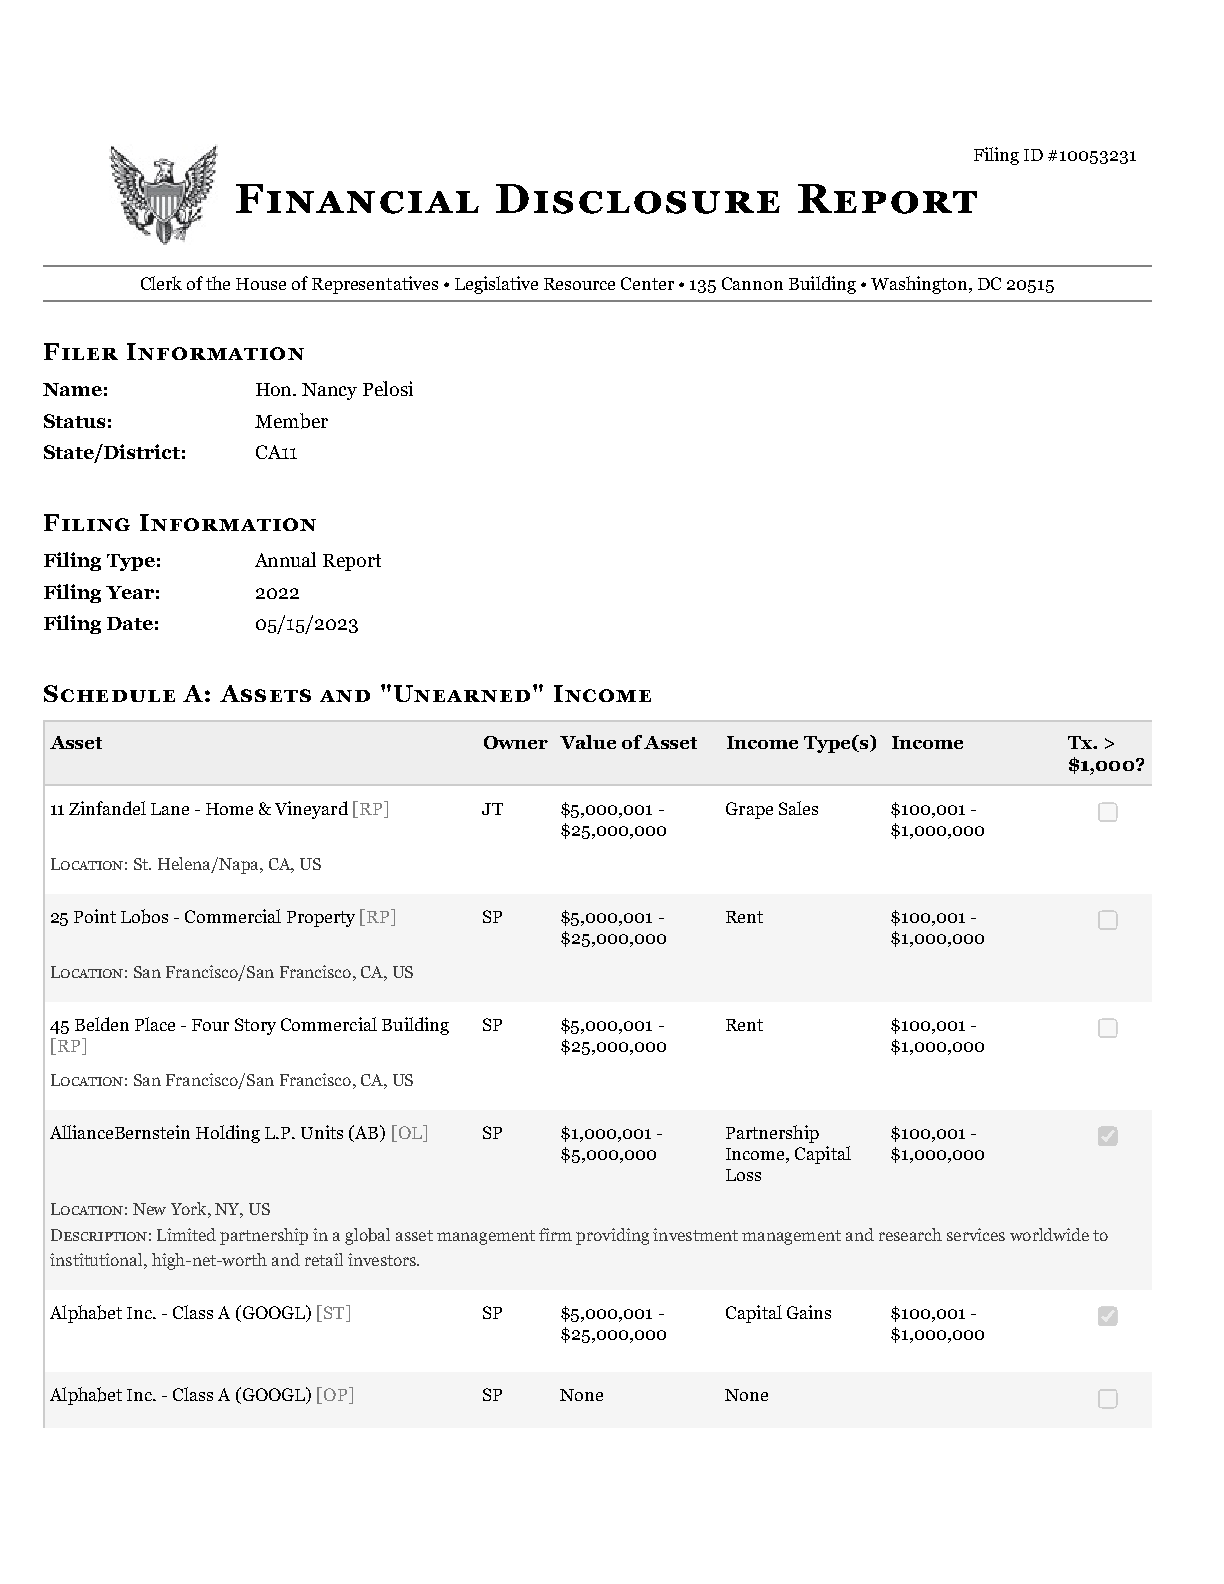 Filing ID #10053231
Financial Disclosure Report
Clerk of the House of Representatives • Legislative Resource Center • 135 Cannon Building • Washington, DC 20515
Filer Information
Name: Hon. Nancy Pelosi
Status: Member
State/District: CA11
Filing Information
Filing Type: Annual Report
Filing Year: 2022
Filing Date: 05/15/2023
Schedule A: Assets and "Unearned" Income
Asset Owner Value of Asset Income Type(s) Income Tx. >
$1,000?
11 Zinfandel Lane - Home & Vineyard [RP] JT $5,000,001 - Grape Sales $100,001 -
$25,000,000 $1,000,000
Location: St. Helena/Napa, CA, US
25 Point Lobos - Commercial Property [RP] SP $5,000,001 - Rent $100,001 -
$25,000,000 $1,000,000
Location: San Francisco/San Francisco, CA, US
45 Belden Place - Four Story Commercial Building SP $5,000,001 - Rent $100,001 -
[RP] $25,000,000 $1,000,000
Location: San Francisco/San Francisco, CA, US
AllianceBernstein Holding L.P. Units (AB) [OL] SP $1,000,001 - Partnership $100,001 -
$5,000,000 Income, Capital $1,000,000
Loss
Location: New York, NY, US
Description: Limited partnership in a global asset management firm providing investment management and research services worldwide to
institutional, high-net-worth and retail investors.
Alphabet Inc. - Class A (GOOGL) [ST] SP $5,000,001 - Capital Gains $100,001 -
$25,000,000 $1,000,000
Alphabet Inc. - Class A (GOOGL) [OP] SP None None